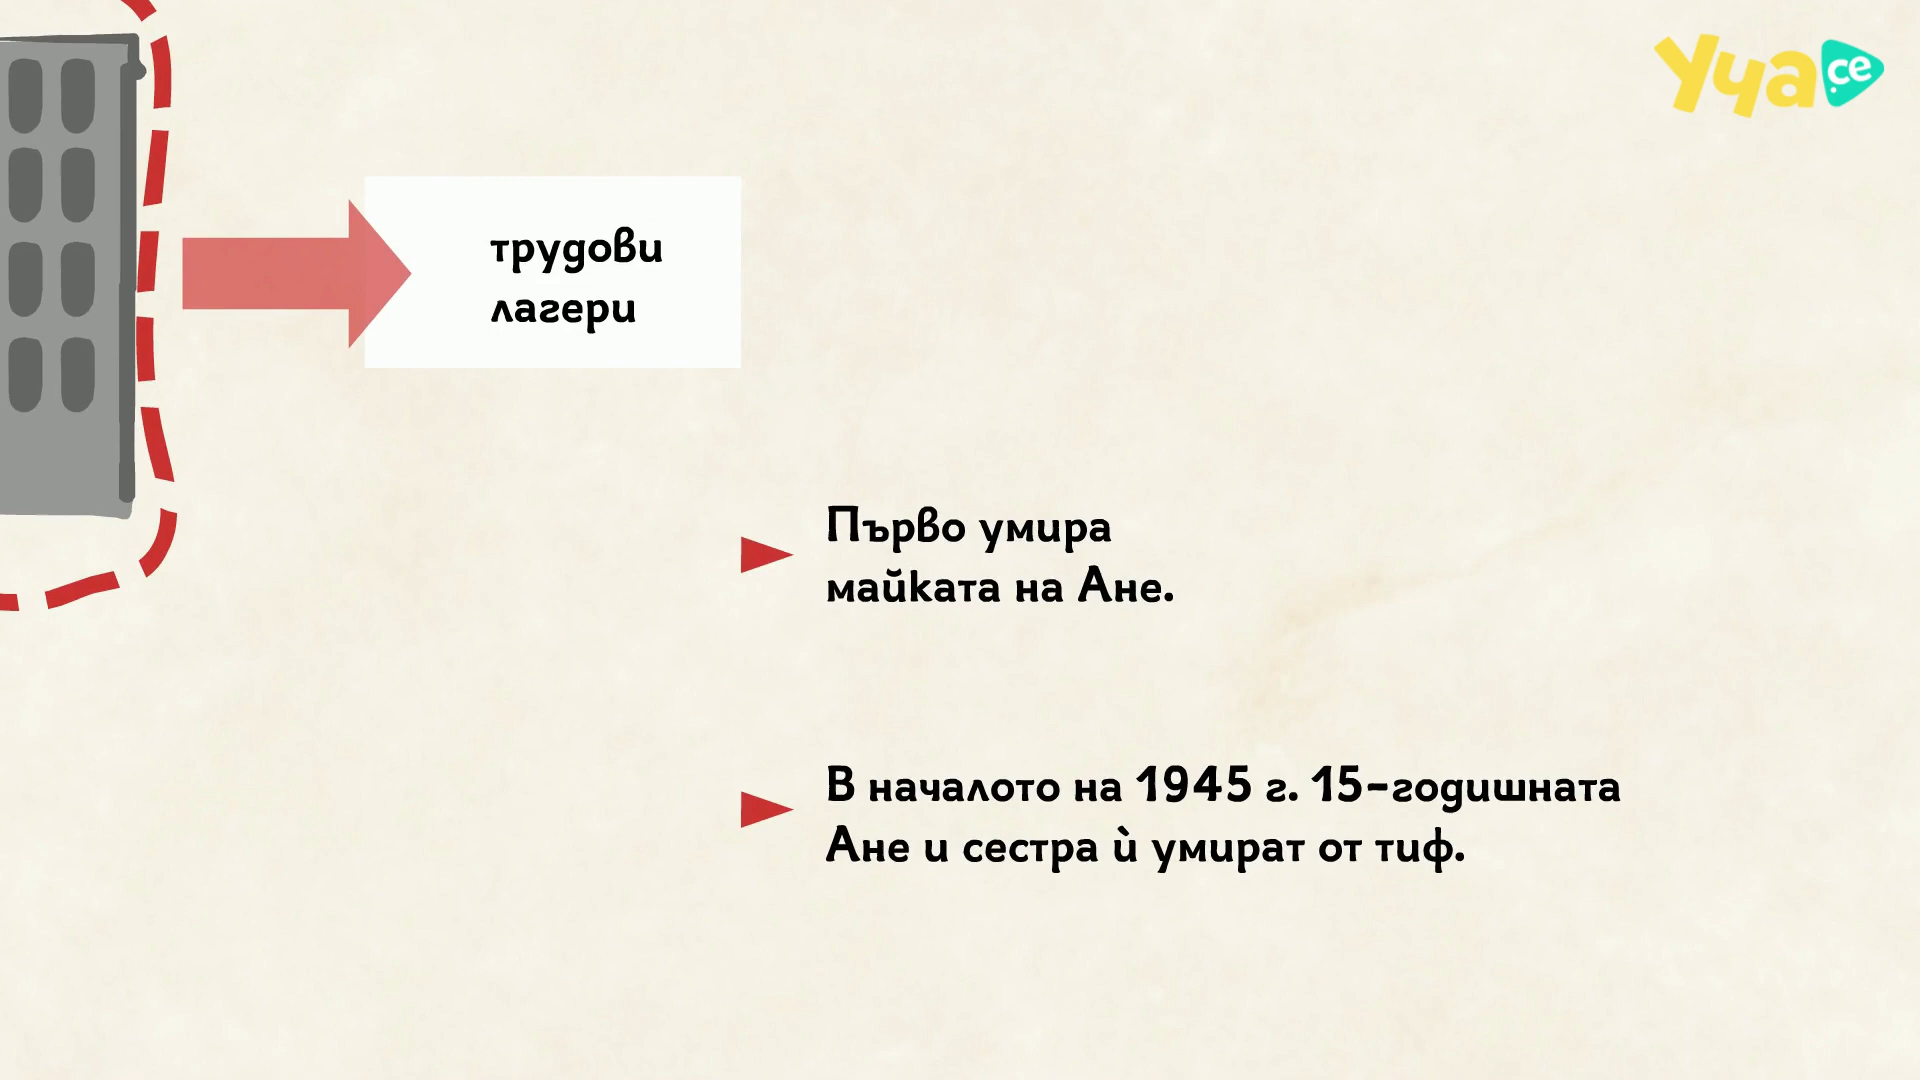 Уча се
трудови
лагери
Първо умира
майката на Ане.
В началото на 1945 г. 15-годишната
Ане и сестра ѝ умират от тиф.